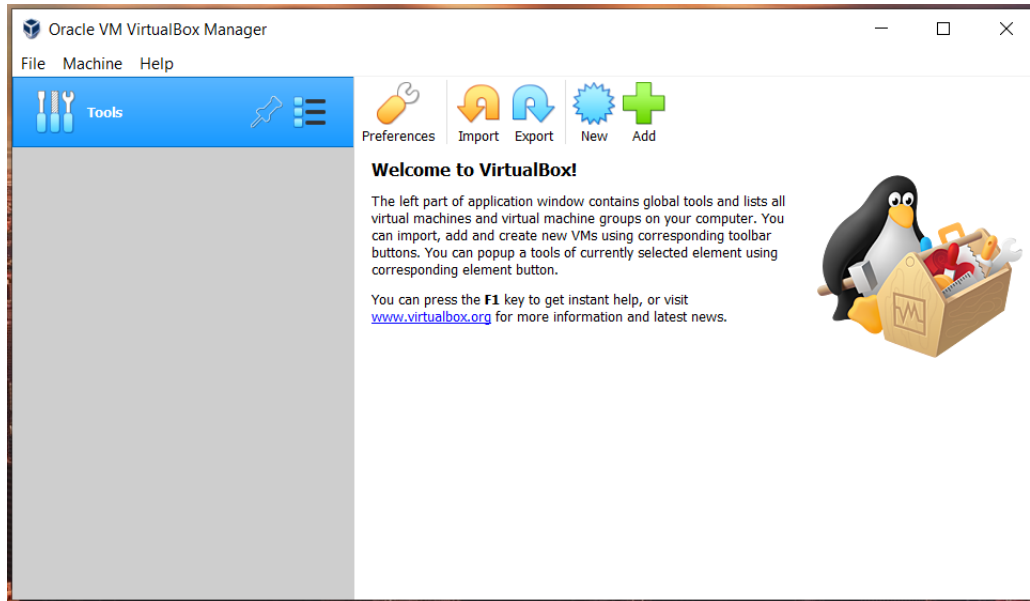 Oracle VM VirtualBox Manager
File Machine Help
Tools
Preferences Import Export New Add
Welcome to VirtualBox!
The left part of application window contains global tools and lists all
virtual machines and virtual machine groups on your computer. You
can import, add and create new VMs using corresponding toolbar
buttons. You can popup a tools of currently selected element using
corresponding element button.
You can press the F1 key to get instant help, or visit
www.virtualbox.org for more information and latest news.